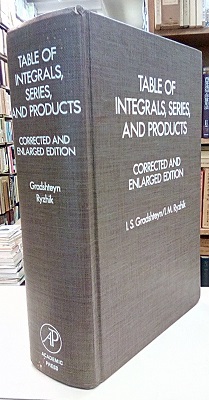 TABLE OF
INTEGRALS,
SERIES,
AND PRODUCTS
CORRECTED AND
ENLARGED EDITION
Gradshteyn
Ryzhik
AP
ACADEMIC
PRESS
TABLE OF
INTEGRALS, SERIES,
AND PRODUCTS
CORRECTED AND
ENLARGED EDITION
I. S. Gradshteyn/I. M. Ryzhik